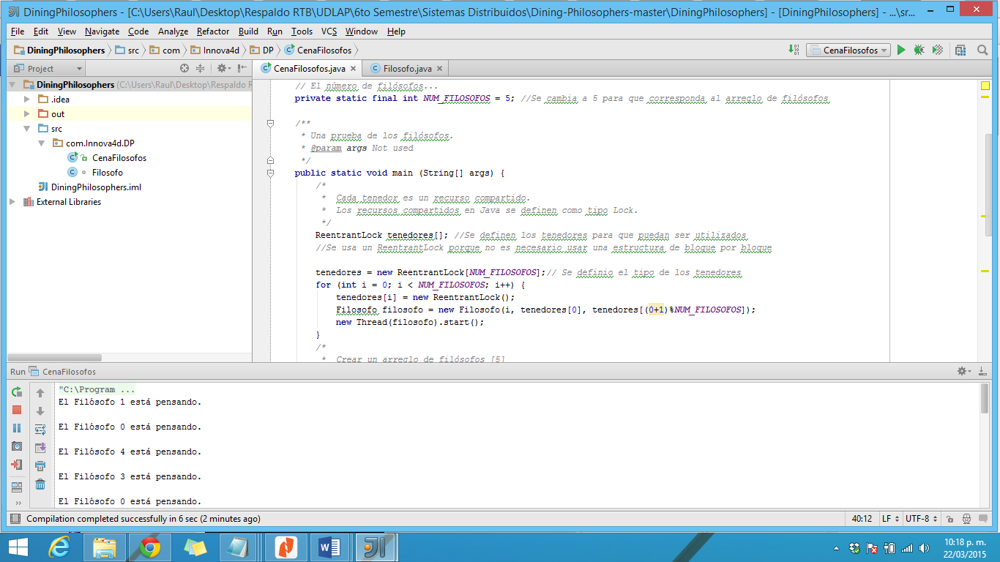 DiningPhilosophers - [C:\Users\Raul\Desktop\Respaldo RTB\UDLAP\6to Semestre\Sistemas Distribuidos\Dining-Philosophers-master\DiningPhilosophers] - [DiningPhilosophers] - ...\sr...
File Edit View Navigate Code Analyze Refactor Build Run Tools VCS Window Help
DiningPhilosophers src com Innova4d DP CenaFilosofos CenaFilosofos
Project CenaFilosofos.java Filosofo.java
DiningPhilosophers (C:\Users\Raul\Desktop\Respaldo R
.idea
out
src
com.Innova4d.DP
CenaFilosofos
Filosofo
DiningPhilosophers.iml
External Libraries
// El número de filósofos...
private static final int NUM_FILOSOFOS = 5; //Se cambia a 5 para que corresponda al arreglo de filósofos
/**
* Una prueba de los filósofos.
* @param args Not used
*/
public static void main (String[] args) {
/*
* Cada tenedor es un recurso compartido.
* Los recursos compartidos en Java se definen como tipo Lock.
*/
ReentrantLock tenedores[]; //Se definen los tenedores para que puedan ser utilizados
//Se usa un ReentrantLock porque no es necesario usar una estructura de bloque por bloque
tenedores = new ReentrantLock[NUM_FILOSOFOS];// Se definio el tipo de los tenedores
for (int i = 0; i < NUM_FILOSOFOS; i++) {
tenedores[i] = new ReentrantLock();
Filosofo filosofo = new Filosofo(i, tenedores[0], tenedores[(0+1)%NUM_FILOSOFOS]);
new Thread(filosofo).start();
}
/*
* Crear un arreglo de filósofos [5]
Run CenaFilosofos
"C:\Program ...
El Filósofo 1 está pensando.
El Filósofo 0 está pensando.
El Filósofo 4 está pensando.
El Filósofo 3 está pensando.
El Filósofo 0 está pensando.
Compilation completed successfully in 6 sec (2 minutes ago) 40:12 LF UTF-8
10:18 p. m.
22/03/2015